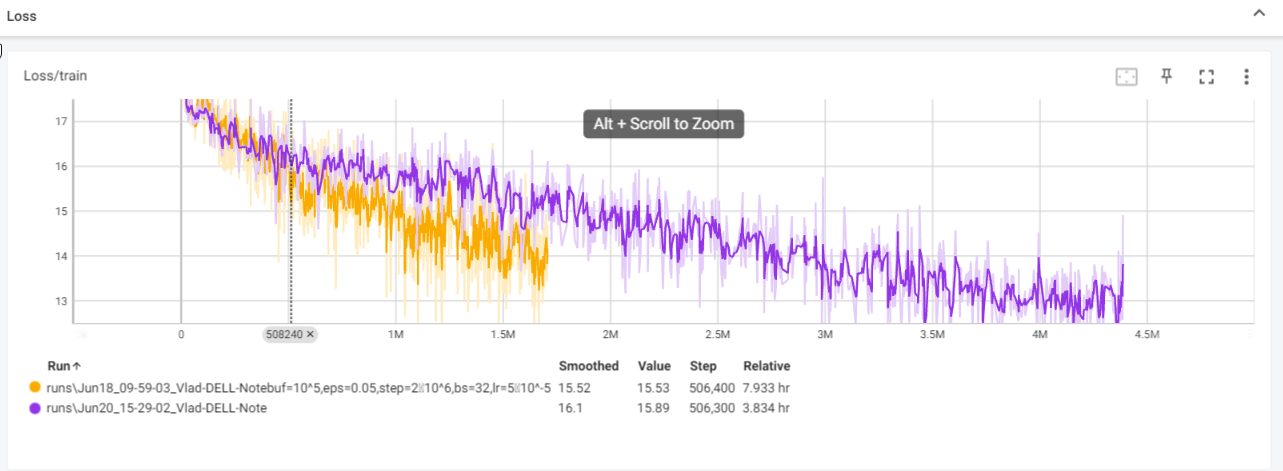 Loss
Loss/train
Alt + Scroll to Zoom
17
16
15
14
13
0 508240 × 1M 1.5M 2M 2.5M 3M 3.5M 4M 4.5M
Run↑ Smoothed Value Step Relative
runs\Jun18_09-59-03_Vlad-DELL-Notebuf=10^5,eps=0.05,step=2▯10^6,bs=32,lr=5▯10^-5 15.52 15.53 506,400 7.933 hr
runs\Jun20_15-29-02_Vlad-DELL-Note 16.1 15.89 506,300 3.834 hr